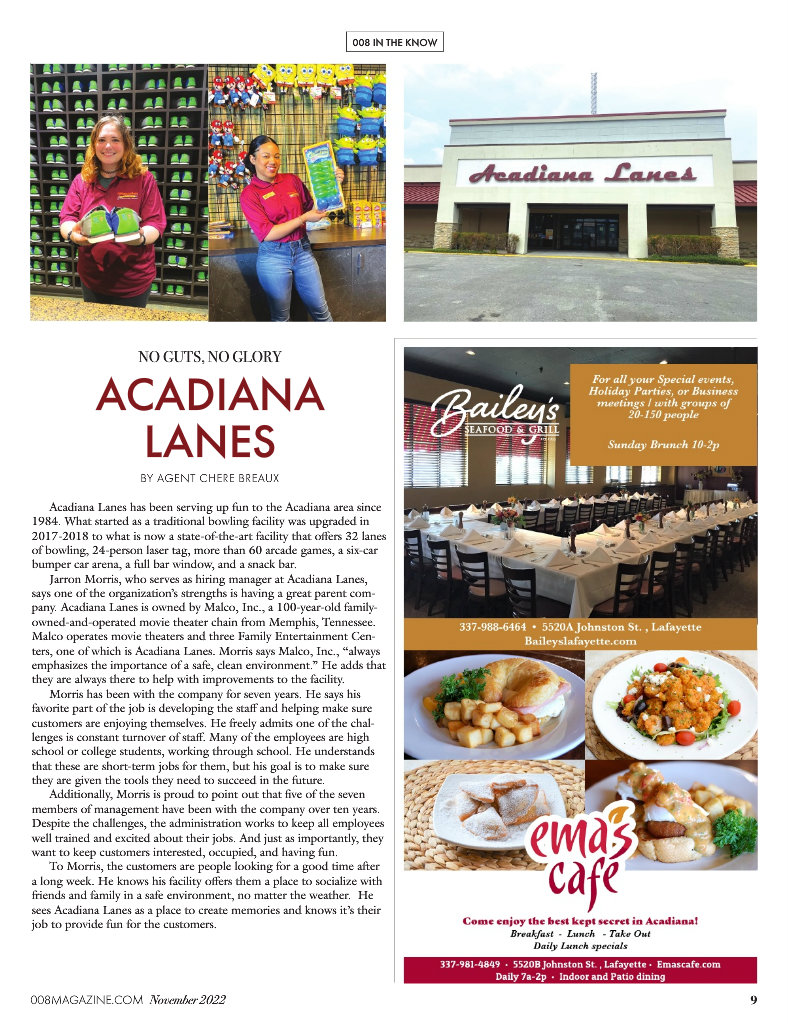 008 IN THE KNOW
Acadiana Lanes
NO GUTS, NO GLORY
ACADIANA
LANES
BY AGENT CHERE BREAUX
Acadiana Lanes has been serving up fun to the Acadiana area since
1984. What started as a traditional bowling facility was upgraded in
2017-2018 to what is now a state-of-the-art facility that offers 32 lanes
of bowling, 24-person laser tag, more than 60 arcade games, a six-car
bumper car arena, a full bar window, and a snack bar.
Jarron Morris, who serves as hiring manager at Acadiana Lanes,
says one of the organization's strengths is having a great parent com-
pany. Acadiana Lanes is owned by Malco, Inc., a 100-year-old family-
owned-and-operated movie theater chain from Memphis, Tennessee.
Malco operates movie theaters and three Family Entertainment Cen-
ters, one of which is Acadiana Lanes. Morris says Malco, Inc., “always
emphasizes the importance of a safe, clean environment.” He adds that
they are always there to help with improvements to the facility.
Morris has been with the company for seven years. He says his
favorite part of the job is developing the staff and helping make sure
customers are enjoying themselves. He freely admits one of the chal-
lenges is constant turnover of staff. Many of the employees are high
school or college students, working through school. He understands
that these are short-term jobs for them, but his goal is to make sure
they are given the tools they need to succeed in the future.
Additionally, Morris is proud to point out that five of the seven
members of management have been with the company over ten years.
Despite the challenges, the administration works to keep all employees
well trained and excited about their jobs. And just as importantly, they
want to keep customers interested, occupied, and having fun.
To Morris, the customers are people looking for a good time after
a long week. He knows his facility offers them a place to socialize with
friends and family in a safe environment, no matter the weather. He
sees Acadiana Lanes as a place to create memories and knows it's their
job to provide fun for the customers.
Bailey's
SEAFOOD & GRILL
For all your Special events,
Holiday Parties, or Business
meetings / with groups of
20-150 people
Sunday Brunch 10-2p
337-988-6464 • 5520A Johnston St. , Lafayette
Baileyslafayette.com
ema's
café
Come enjoy the best kept secret in Acadiana!
Breakfast - Lunch - Take Out
Daily Lunch specials
337-981-4849 • 5520B Johnston St. , Lafayette • Emascafe.com
Daily 7a-2p • Indoor and Patio dining
008MAGAZINE.COM November 2022
9